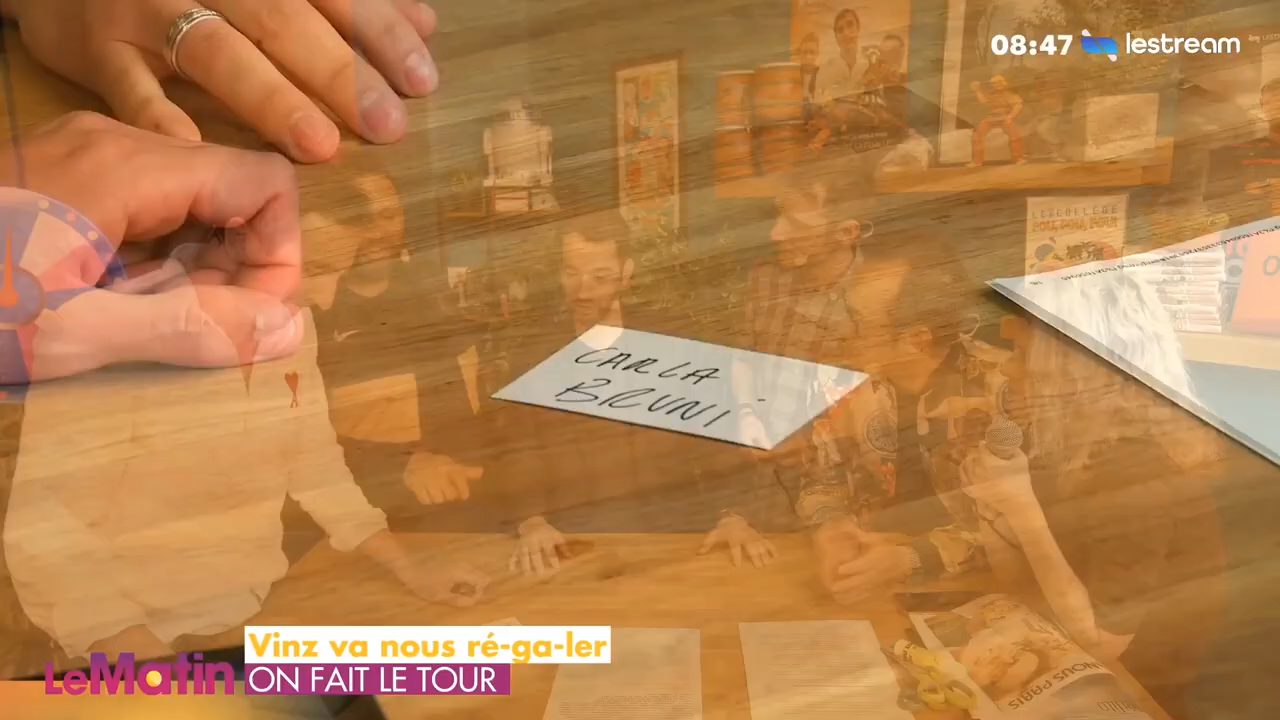 08:47 lestream
CARLA
BRUNI
Vinz va nous ré-ga-ler
LeMatin
ON FAIT LE TOUR